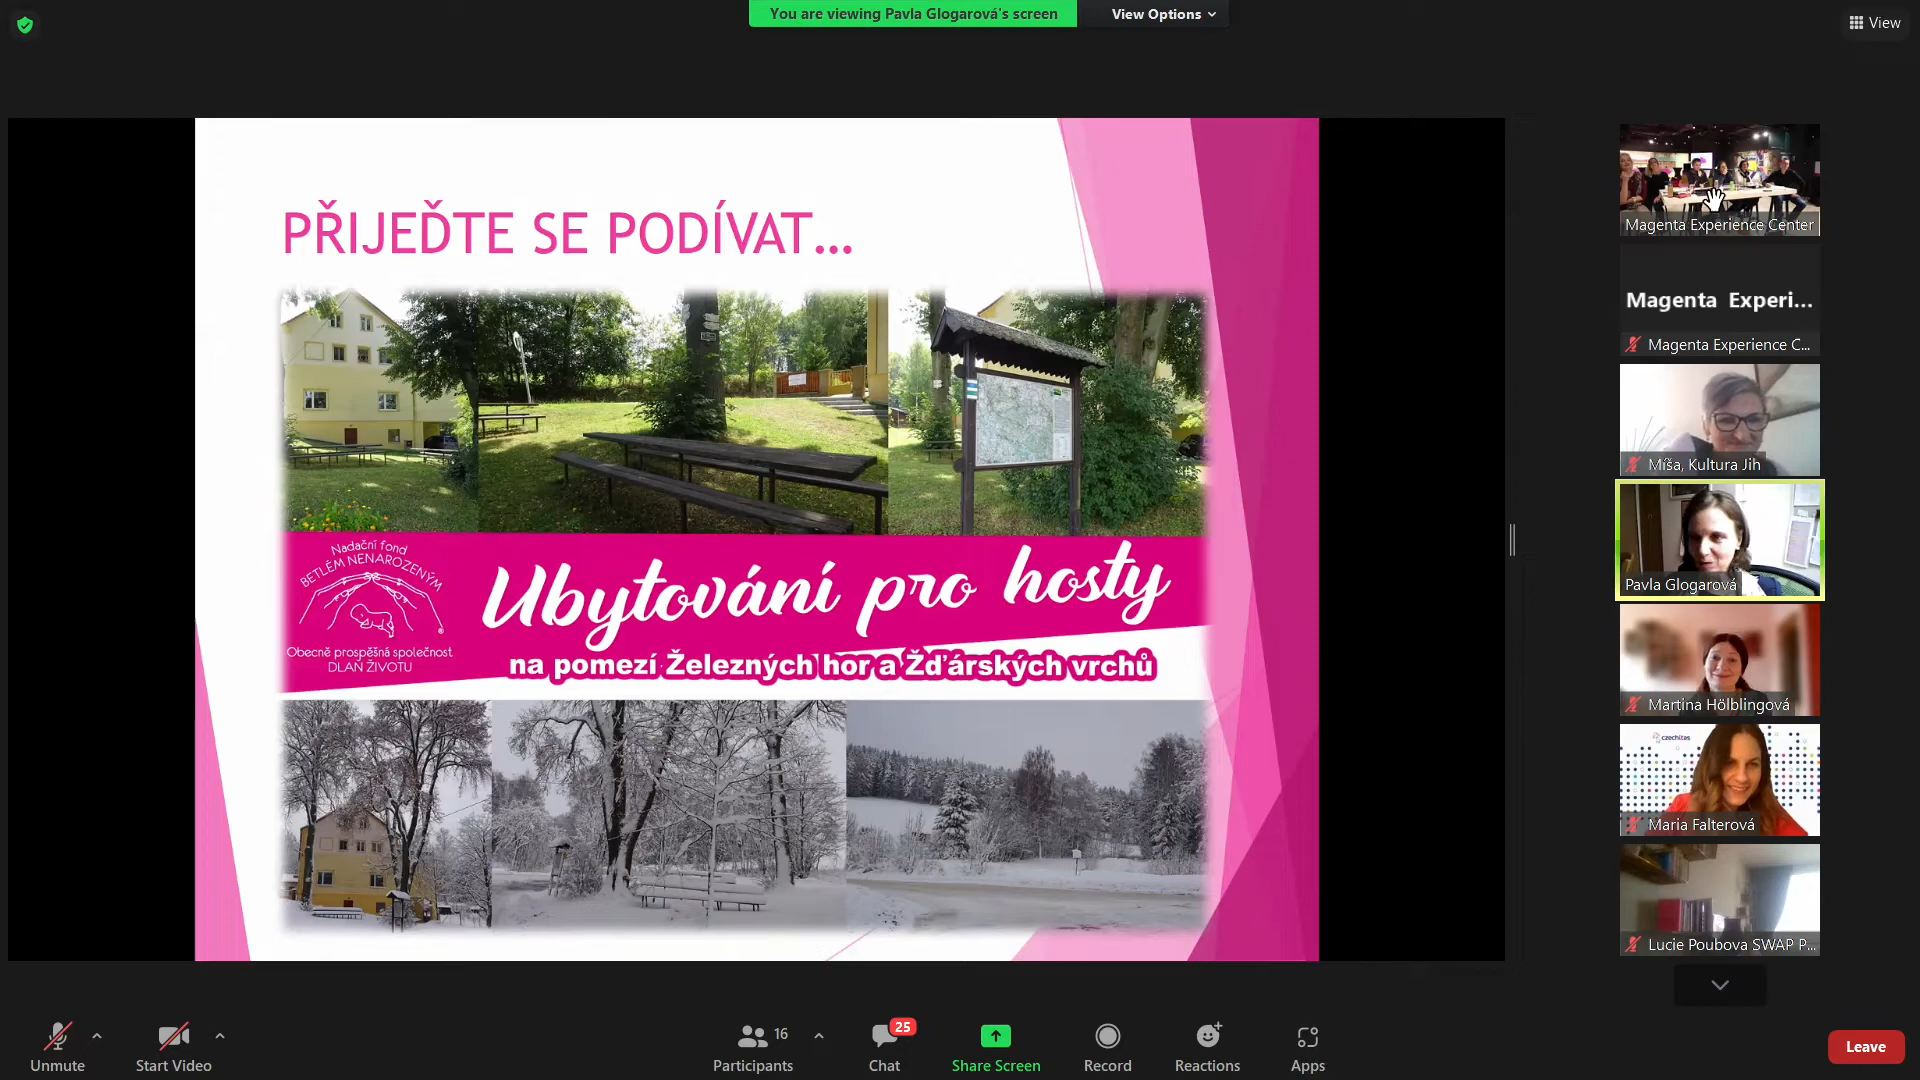 You are viewing Pavla Glogarová's screen
View Options
View
PŘIJEĎTE SE PODÍVAT...
Nadační fond
BETLÉM NENAROZENÝM
Obecně prospěšná společnost
DLAŇ ŽIVOTU
Ubytování pro hosty
na pomezí Železných hor a Žďárských vrchů
Magenta Experience Center
Magenta Experi...
Magenta Experience C...
Míša, Kultura Jih
Pavla Glogarová
Martina Hölblingová
czechitas
Maria Falterová
Lucie Poubova SWAP P...
Unmute
Start Video
16
Participants
25
Chat
Share Screen
Record
Reactions
Apps
Leave